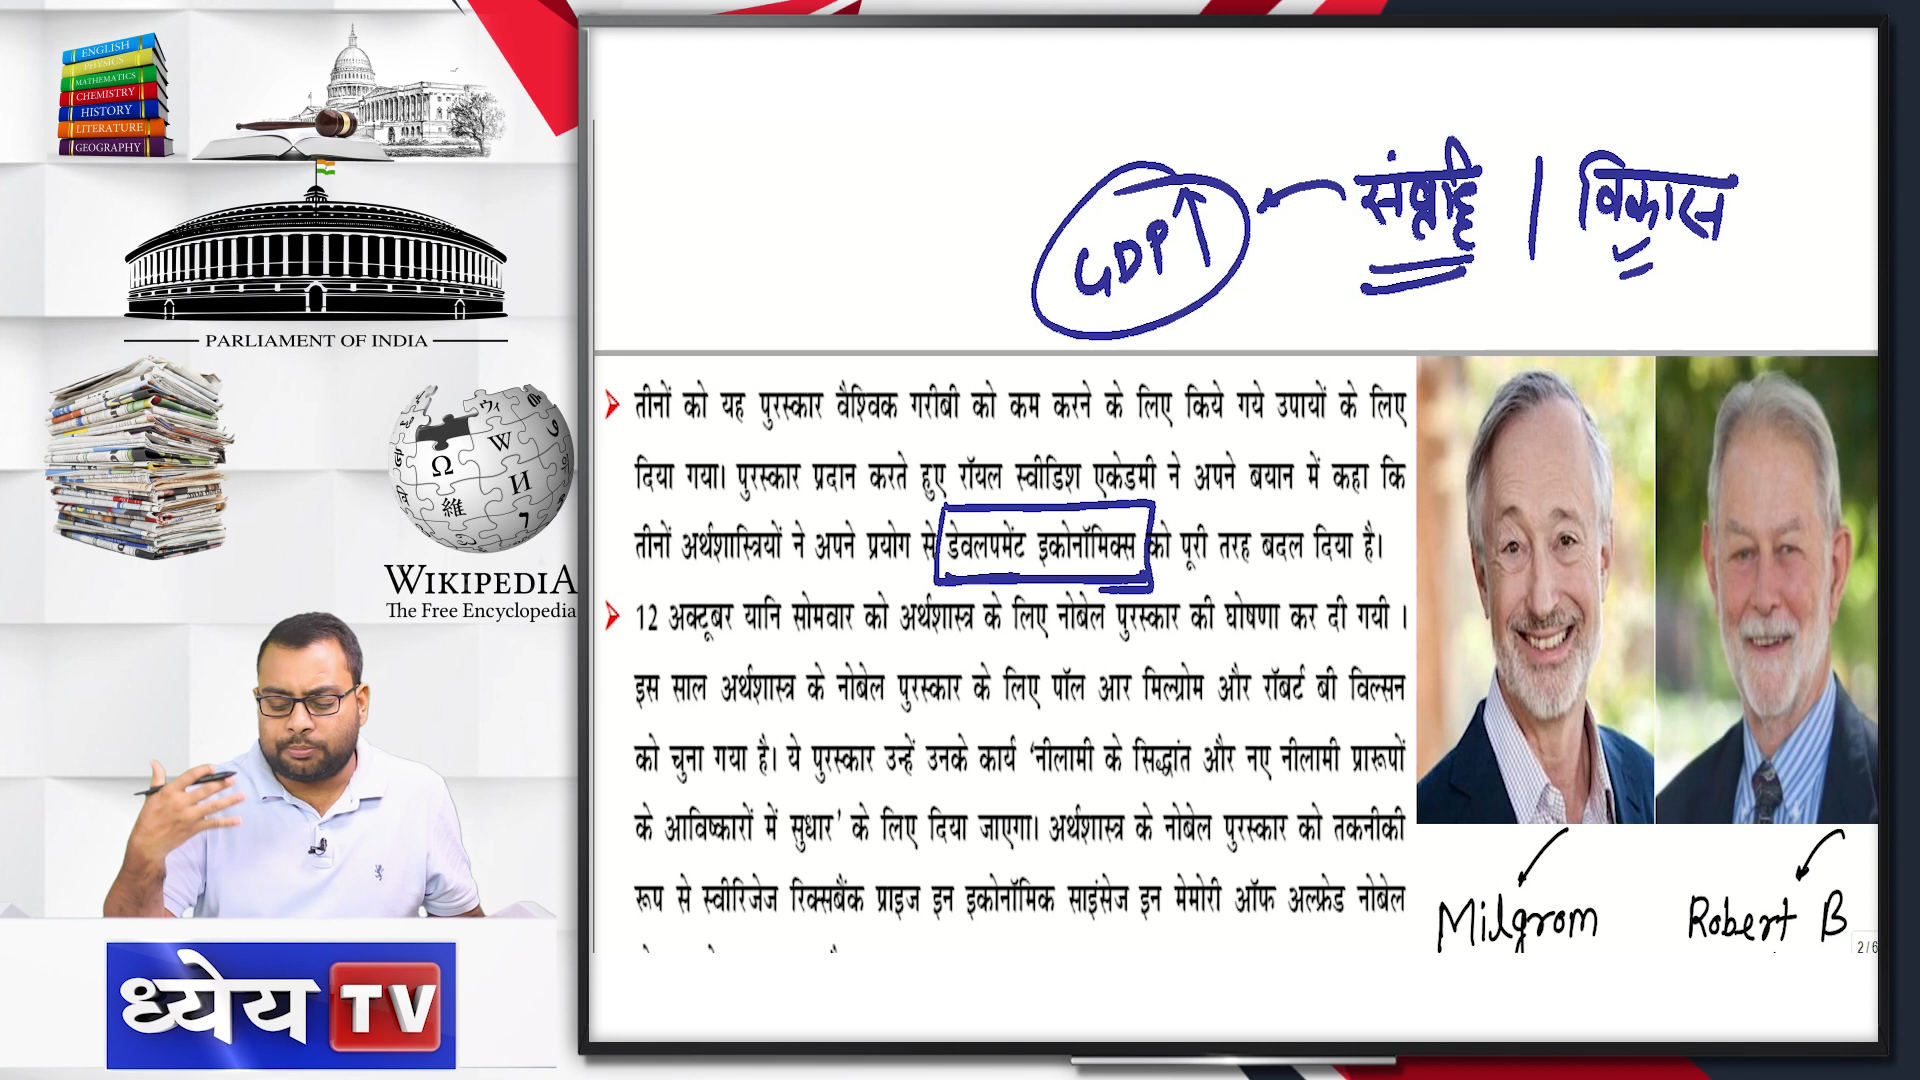 ENGLISH
PHYSICS
MATHEMATICS
CHEMISTRY
HISTORY
LITERATURE
GEOGRAPHY
PARLIAMENT OF INDIA
Ω
W
И
維
WIKIPEDIA
The Free Encyclopedia
ध्येय TV
GDP↑ ← संवृद्धि | विकास
तीनों को यह पुरस्कार वैश्विक गरीबी को कम करने के लिए किये गये उपायों के लिए
दिया गया। पुरस्कार प्रदान करते हुए रॉयल स्वीडिश एकेडमी ने अपने बयान में कहा कि
तीनों अर्थशास्त्रियों ने अपने प्रयोग से डेवलपमेंट इकोनॉमिक्स को पूरी तरह बदल दिया है।
12 अक्टूबर यानि सोमवार को अर्थशास्त्र के लिए नोबेल पुरस्कार की घोषणा कर दी गयी ।
इस साल अर्थशास्त्र के नोबेल पुरस्कार के लिए पॉल आर मिल्ग्रोम और रॉबर्ट बी विल्सन
को चुना गया है। ये पुरस्कार उन्हें उनके कार्य ‘नीलामी के सिद्धांत और नए नीलामी प्रारूपों
के आविष्कारों में सुधार’ के लिए दिया जाएगा। अर्थशास्त्र के नोबेल पुरस्कार को तकनीकी
रूप से स्वीरिजेज रिक्सबैंक प्राइज इन इकोनॉमिक साइंसेज इन मेमोरी ऑफ अल्फ्रेड नोबेल
Milgrom
Robert B
2/6